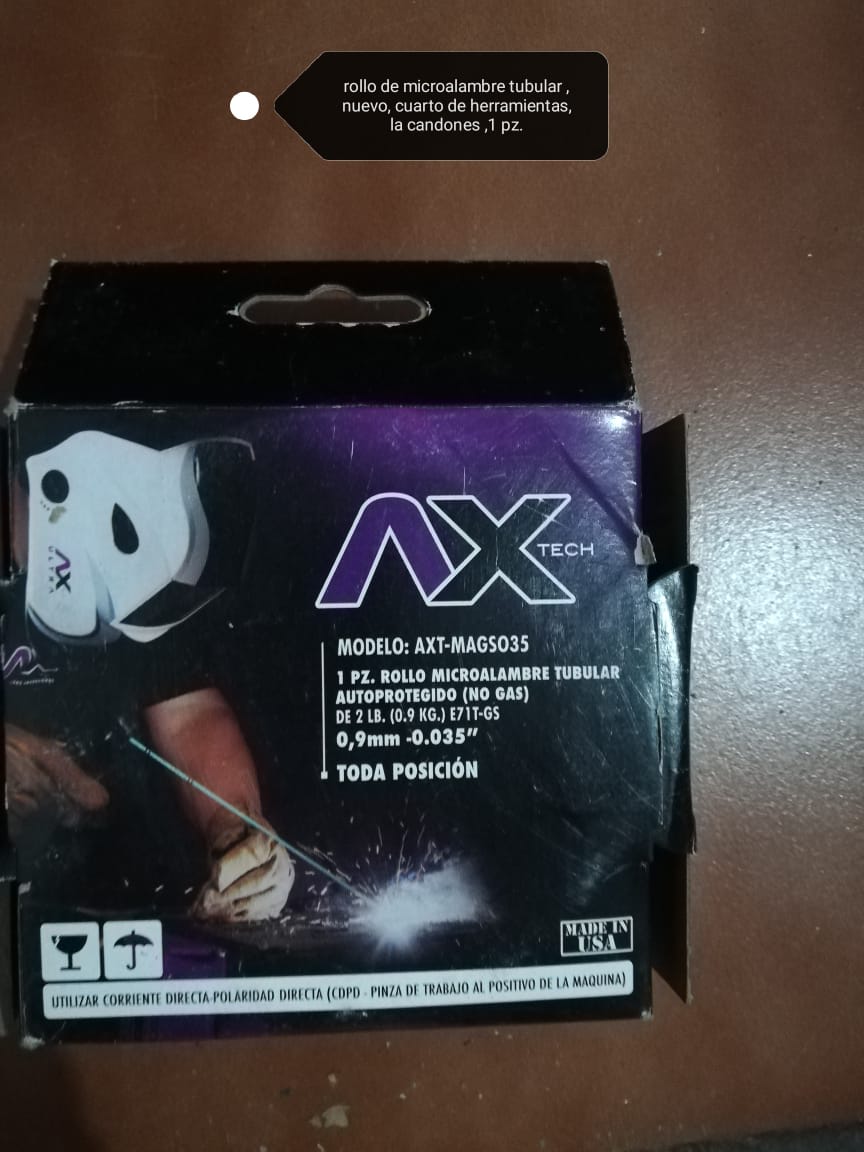 rollo de microalambre tubular ,
nuevo, cuarto de herramientas,
la candones ,1 pz.
AX
TECH
AX
ULTRA
MODELO: AXT-MAGS035
1 PZ. ROLLO MICROALAMBRE TUBULAR
AUTOPROTEGIDO (NO GAS)
DE 2 LB. (0.9 KG.) E71T-GS
0,9mm -0.035”
TODA POSICIÓN
MADE IN
USA
UTILIZAR CORRIENTE DIRECTA-POLARIDAD DIRECTA (CDPD - PINZA DE TRABAJO AL POSITIVO DE LA MAQUINA)